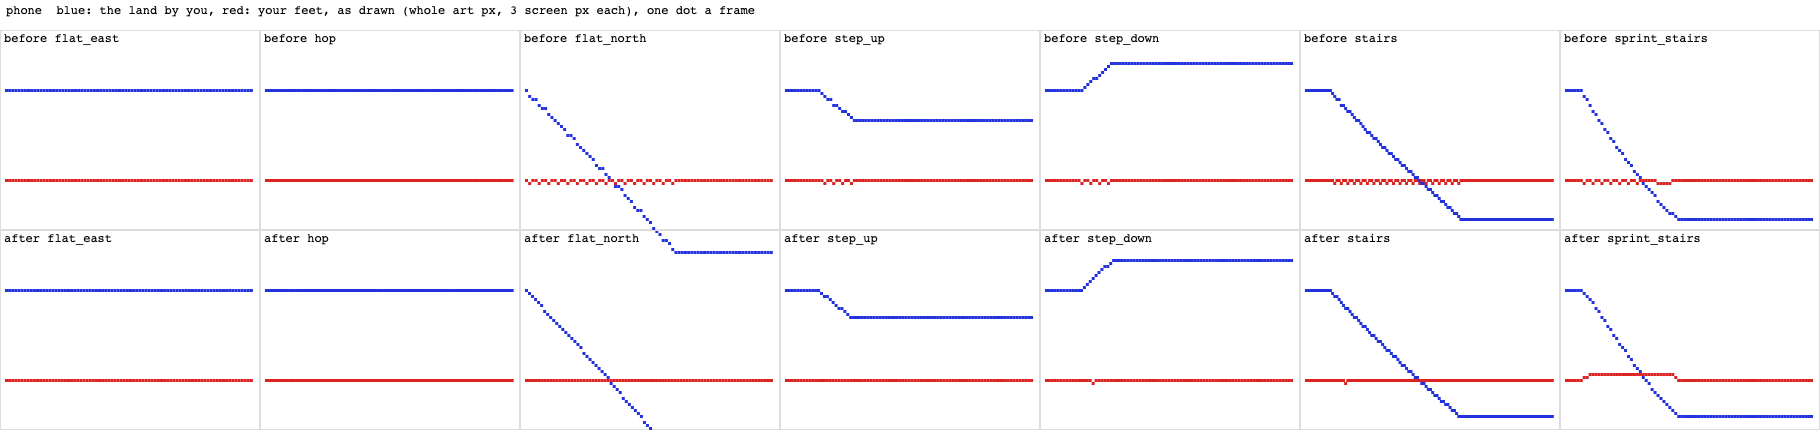 phone  blue: the land by you, red: your feet, as drawn (whole art px, 3 screen px each), one dot a frame
before flat_east
before hop
before flat_north
before step_up
before step_down
before stairs
before sprint_stairs
after flat_east
after hop
after flat_north
after step_up
after step_down
after stairs
after sprint_stairs